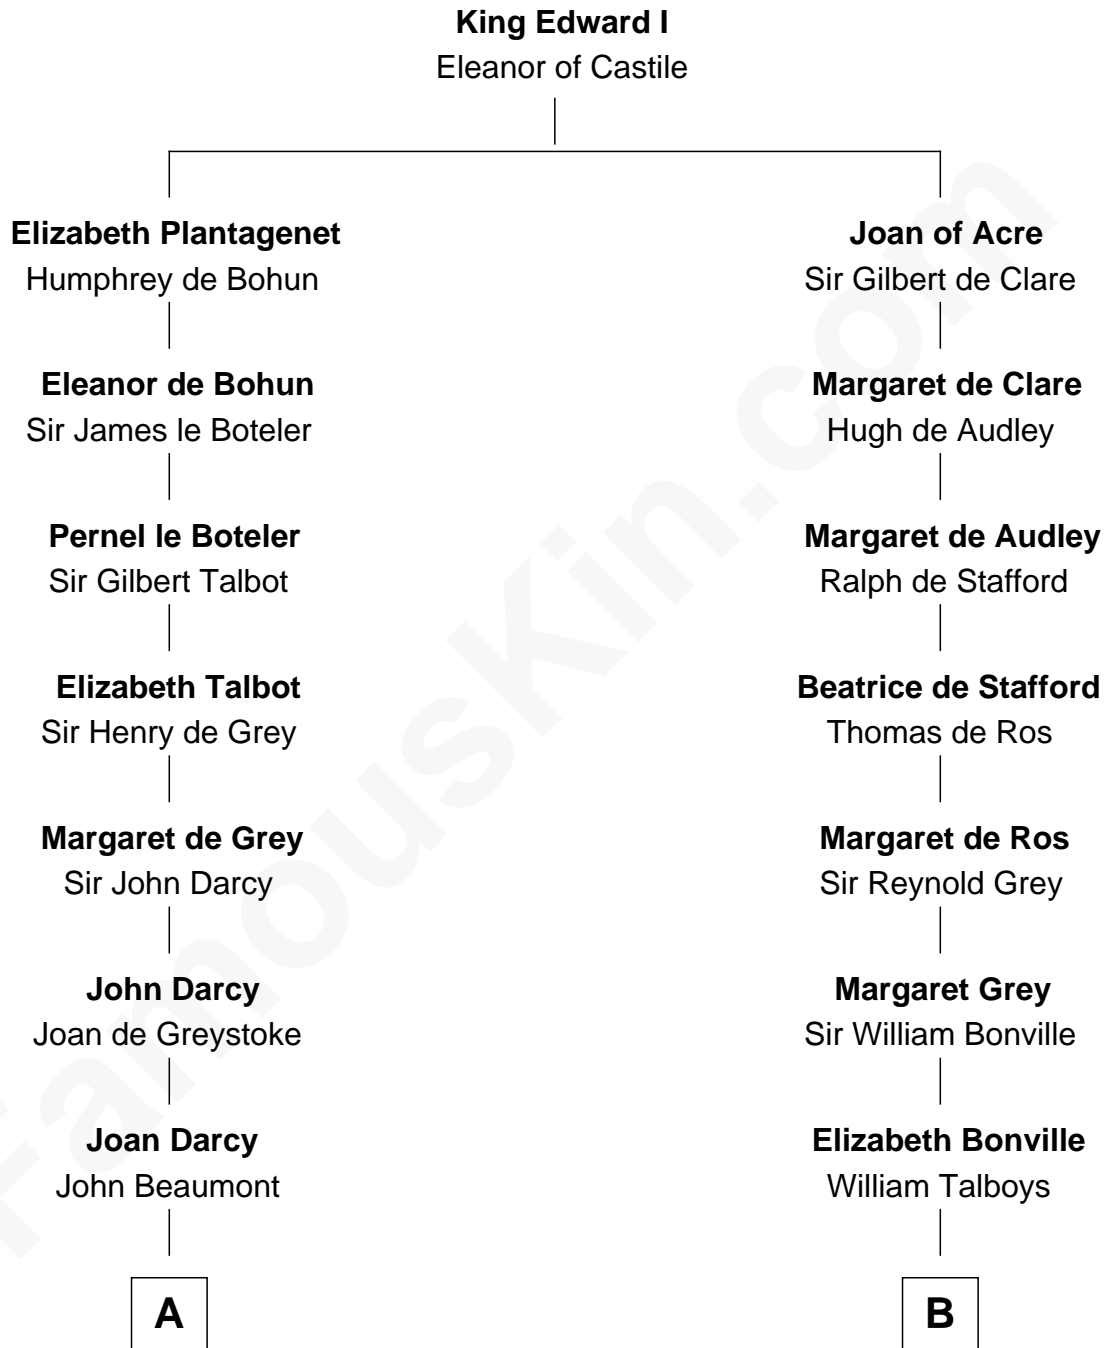 King Edward I
Eleanor of Castile
Elizabeth Plantagenet
Humphrey de Bohun
Joan of Acre
Sir Gilbert de Clare
Eleanor de Bohun
Sir James le Boteler
Margaret de Clare
Hugh de Audley
Pernel le Boteler
Sir Gilbert Talbot
Margaret de Audley
Ralph de Stafford
Elizabeth Talbot
Sir Henry de Grey
Beatrice de Stafford
Thomas de Ros
Margaret de Grey
Sir John Darcy
Margaret de Ros
Sir Reynold Grey
John Darcy
Joan de Greystoke
Margaret Grey
Sir William Bonville
Joan Darcy
John Beaumont
Elizabeth Bonville
William Talboys
A
B
FamousKin.com